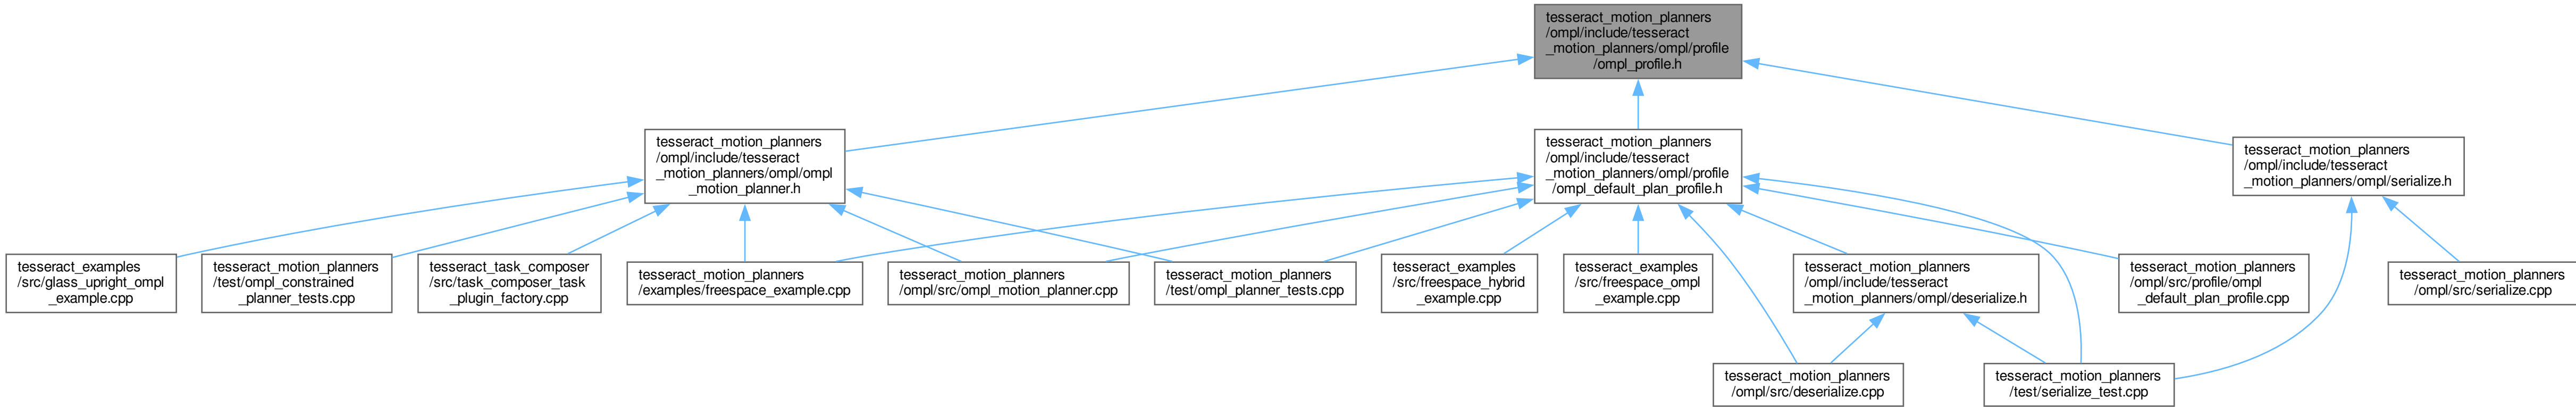 tesseract_motion_planners
/ompl/include/tesseract
_motion_planners/ompl/profile
/ompl_profile.h
tesseract_motion_planners
/ompl/include/tesseract
_motion_planners/ompl/ompl
_motion_planner.h
tesseract_motion_planners
/ompl/include/tesseract
_motion_planners/ompl/profile
/ompl_default_plan_profile.h
tesseract_motion_planners
/ompl/include/tesseract
_motion_planners/ompl/serialize.h
tesseract_examples
/src/glass_upright_ompl
_example.cpp
tesseract_motion_planners
/test/ompl_constrained
_planner_tests.cpp
tesseract_task_composer
/src/task_composer_task
_plugin_factory.cpp
tesseract_motion_planners
/examples/freespace_example.cpp
tesseract_motion_planners
/ompl/src/ompl_motion_planner.cpp
tesseract_motion_planners
/test/ompl_planner_tests.cpp
tesseract_examples
/src/freespace_hybrid
_example.cpp
tesseract_examples
/src/freespace_ompl
_example.cpp
tesseract_motion_planners
/ompl/include/tesseract
_motion_planners/ompl/deserialize.h
tesseract_motion_planners
/ompl/src/profile/ompl
_default_plan_profile.cpp
tesseract_motion_planners
/ompl/src/serialize.cpp
tesseract_motion_planners
/ompl/src/deserialize.cpp
tesseract_motion_planners
/test/serialize_test.cpp